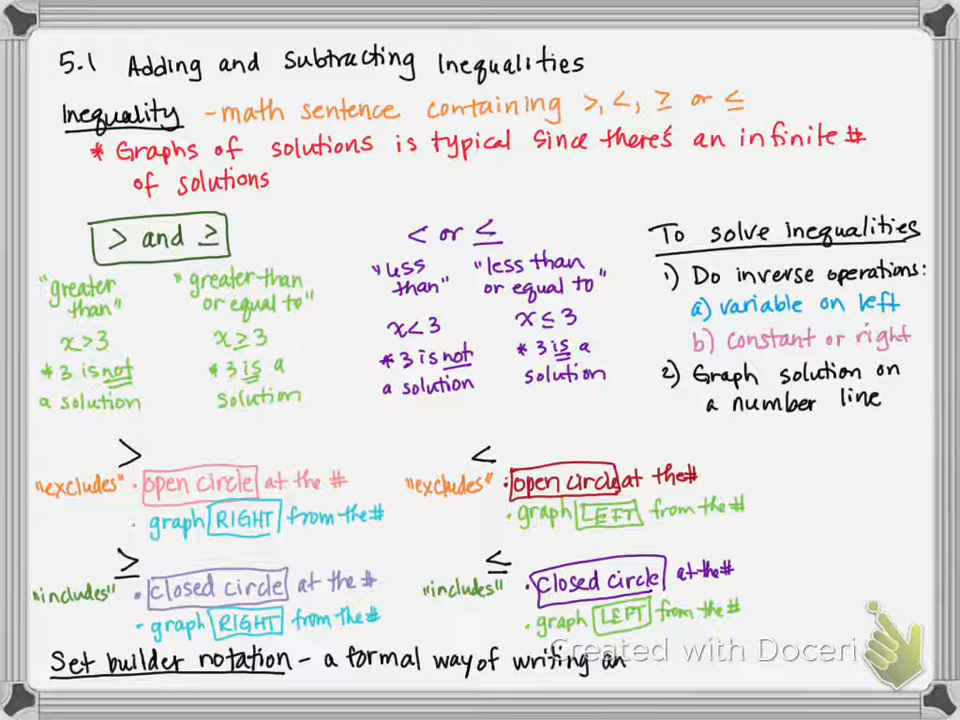 5.1 Adding and Subtracting Inequalities
Inequality - math sentence containing >, <, ≥ or ≤
* Graphs of solutions is typical since there's an infinite #
of solutions
> and ≥
"greater than"
x > 3
* 3 is not
a solution
"greater than
or equal to"
x ≥ 3
* 3 is a
solution
< or ≤
"less
than"
x < 3
* 3 is not
a solution
"less than
or equal to"
x ≤ 3
* 3 is a
solution
To solve inequalities
1) Do inverse operations:
a) variable on left
b) constant or right
2) Graph solution on
a number line
>
"excludes" • open circle at the #
• graph RIGHT from the #
<
"excludes" • open circle at the #
• graph LEFT from the #
≥
"includes" • closed circle at the #
• graph RIGHT from the #
≤
"includes" • closed circle at the #
• graph LEFT from the #
Set builder notation - a formal way of writing an
Created with Doceri